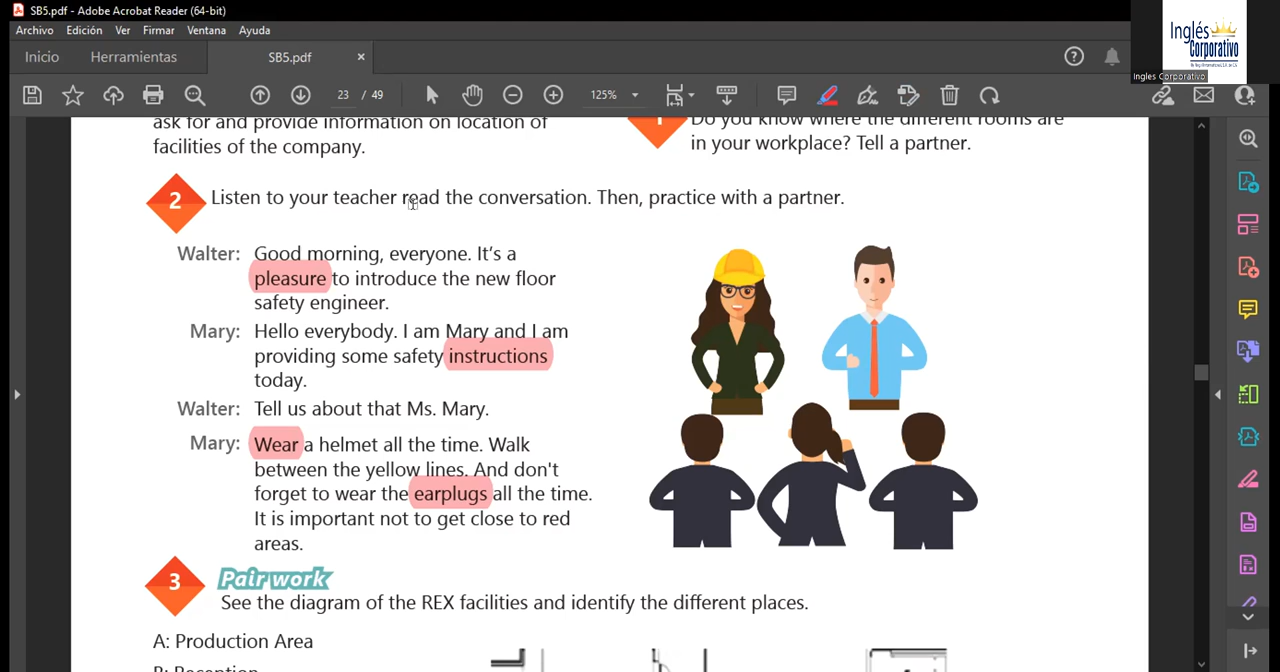 SB5.pdf - Adobe Acrobat Reader (64-bit)
Archivo Edición Ver Firmar Ventana Ayuda
Inicio Herramientas SB5.pdf ×
23 / 49 125%
Inglés
Corporativo
Ingles Corporativo
ask for and provide information on location of
facilities of the company.
1 Do you know where the different rooms are
in your workplace? Tell a partner.
2 Listen to your teacher read the conversation. Then, practice with a partner.
Walter: Good morning, everyone. It's a
pleasure to introduce the new floor
safety engineer.
Mary: Hello everybody. I am Mary and I am
providing some safety instructions
today.
Walter: Tell us about that Ms. Mary.
Mary: Wear a helmet all the time. Walk
between the yellow lines. And don't
forget to wear the earplugs all the time.
It is important not to get close to red
areas.
3 Pair work
See the diagram of the REX facilities and identify the different places.
A: Production Area
B: Reception